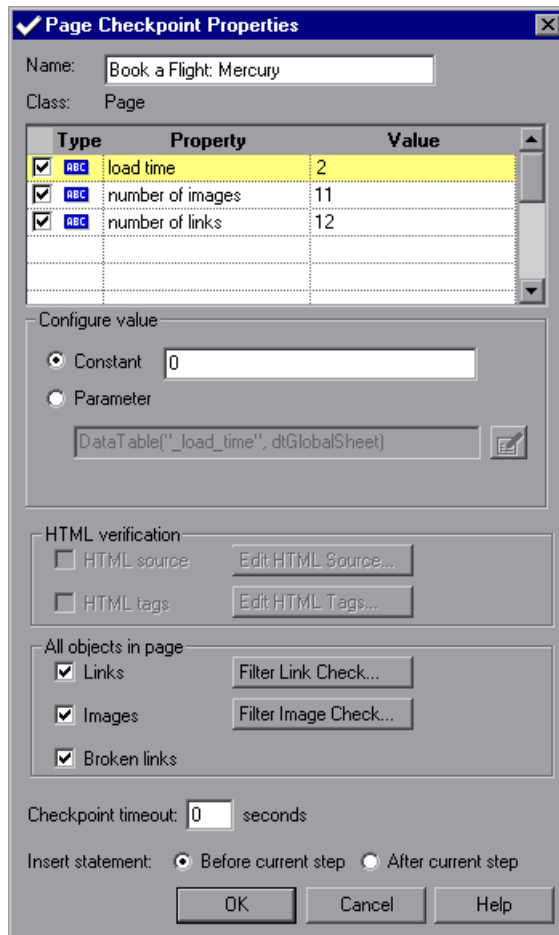 Page Checkpoint Properties
Name: Book a Flight: Mercury
Class: Page
Type Property Value
ABC load time 2
ABC number of images 11
ABC number of links 12
Configure value
Constant 0
Parameter
DataTable("_load_time", dtGlobalSheet)
HTML verification
HTML source Edit HTML Source...
HTML tags Edit HTML Tags...
All objects in page
Links Filter Link Check...
Images Filter Image Check...
Broken links
Checkpoint timeout: 0 seconds
Insert statement: Before current step After current step
OK Cancel Help